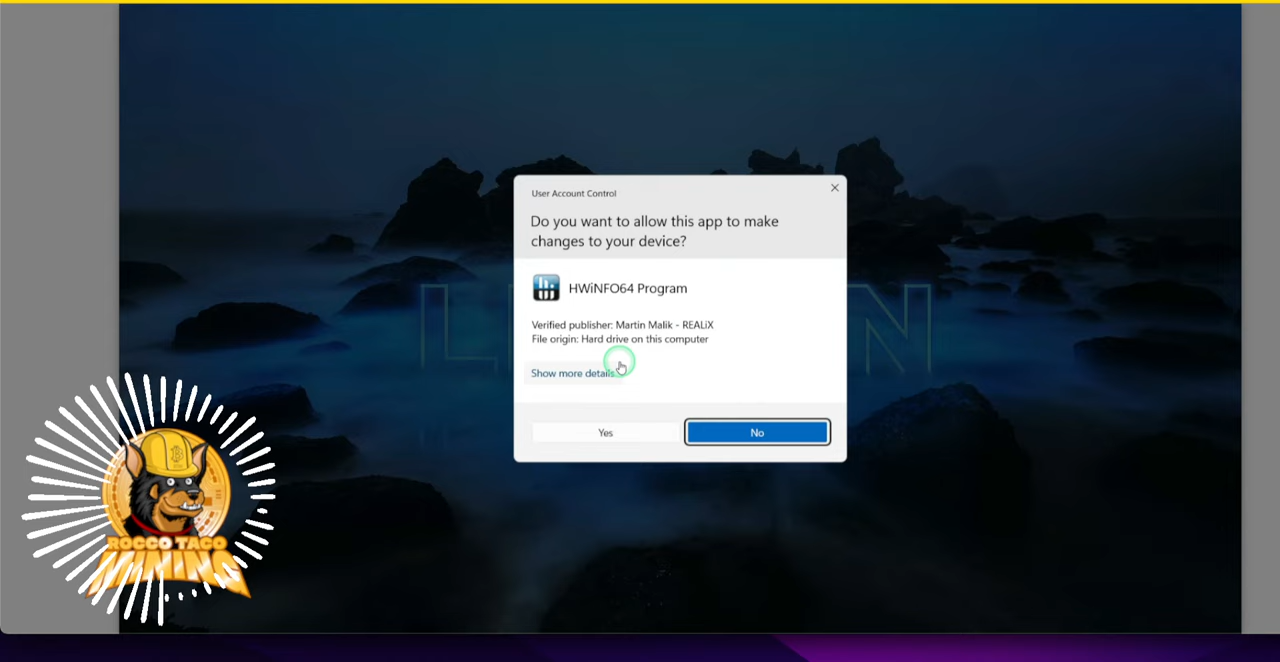 User Account Control
Do you want to allow this app to make
changes to your device?
HWiNFO64 Program
Verified publisher: Martin Malik - REALiX
File origin: Hard drive on this computer
Show more details
Yes
No
ROCCO TACO
MINING